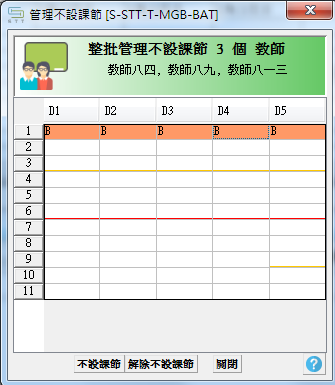 管理不設課節 [S-STT-T-MGB-BAT]
STT
整批管理不設課節 3 個 教師
教師八四, 教師八九, 教師八一三
D1 D2 D3 D4 D5
1 B B B B B
2
3
4
5
6
7
8
9
10
11
不設課節 解除不設課節 關閉 ?